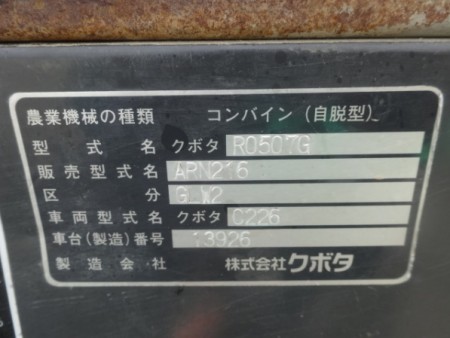 農業機械の種類 コンバイン(自脱型)
型式名 クボタ R0507G
販売型式名 ARN216
区分 G_W2
車両型式名 クボタ C226
車台(製造)番号 13926
製造会社 株式会社クボタ